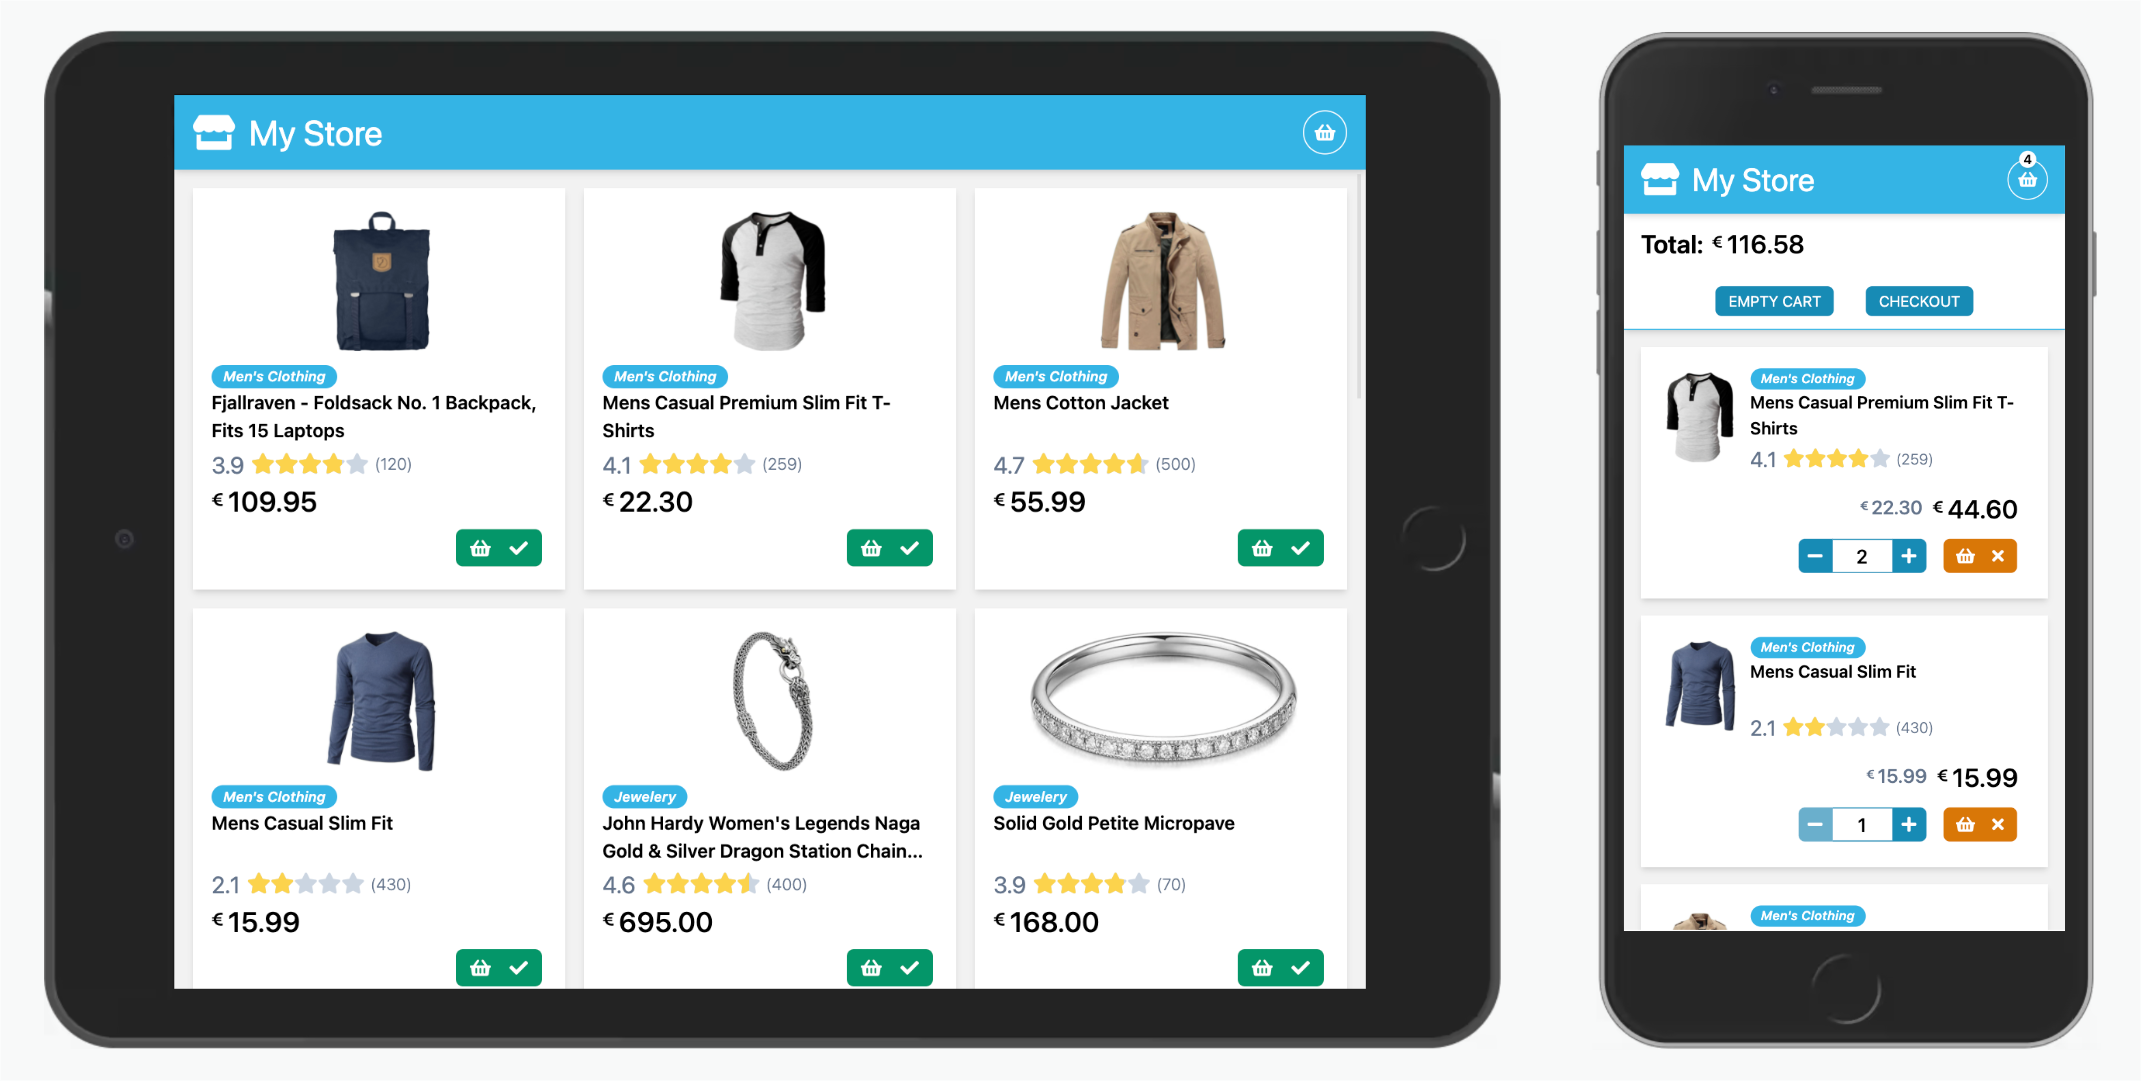 My Store
Men's Clothing
Fjallraven - Foldsack No. 1 Backpack,
Fits 15 Laptops
3.9 (120)
€ 109.95
Men's Clothing
Mens Casual Premium Slim Fit T-
Shirts
4.1 (259)
€ 22.30
Men's Clothing
Mens Cotton Jacket
4.7 (500)
€ 55.99
Men's Clothing
Mens Casual Slim Fit
2.1 (430)
€ 15.99
Jewelery
John Hardy Women's Legends Naga
Gold & Silver Dragon Station Chain...
4.6 (400)
€ 695.00
Jewelery
Solid Gold Petite Micropave
3.9 (70)
€ 168.00
My Store
4
Total: € 116.58
EMPTY CART CHECKOUT
Men's Clothing
Mens Casual Premium Slim Fit T-
Shirts
4.1 (259)
€ 22.30 € 44.60
2
Men's Clothing
Mens Casual Slim Fit
2.1 (430)
€ 15.99 € 15.99
1
Men's Clothing